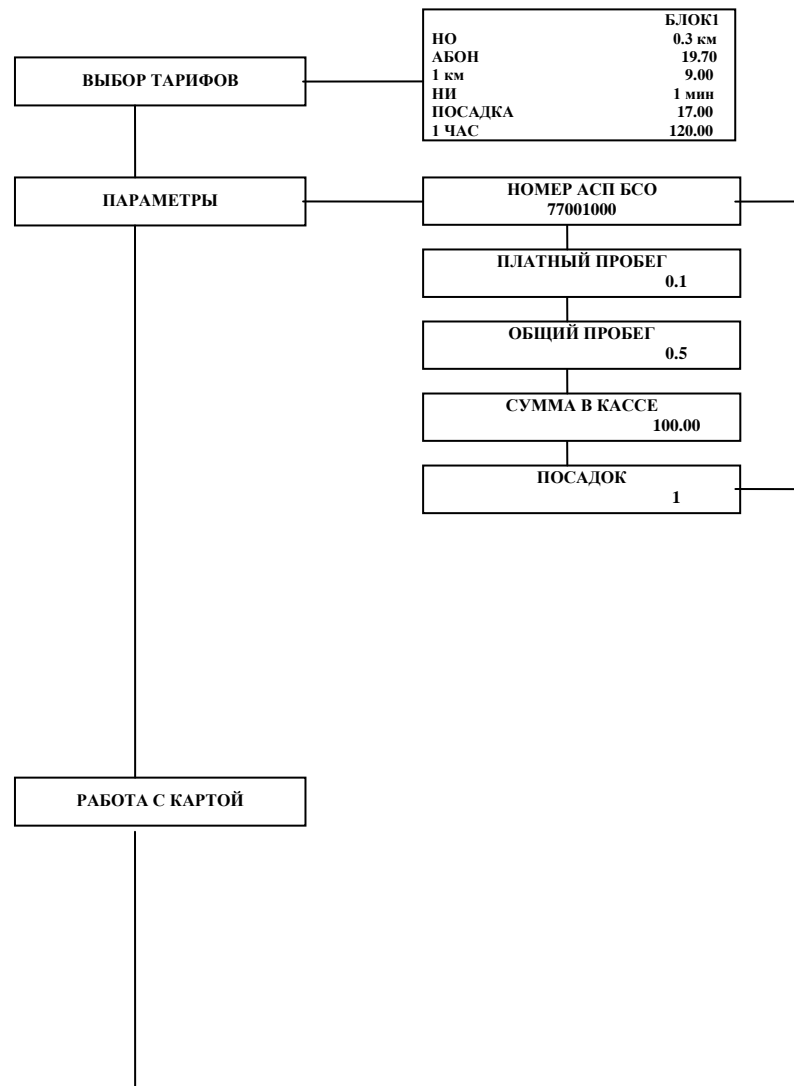 БЛОК1
НО 0.3 км
АБОН 19.70
1 км 9.00
НИ 1 мин
ПОСАДКА 17.00
1 ЧАС 120.00
ВЫБОР ТАРИФОВ
ПАРАМЕТРЫ
НОМЕР АСП БСО
77001000
ПЛАТНЫЙ ПРОБЕГ
0.1
ОБЩИЙ ПРОБЕГ
0.5
СУММА В КАССЕ
100.00
ПОСАДОК
1
РАБОТА С КАРТОЙ